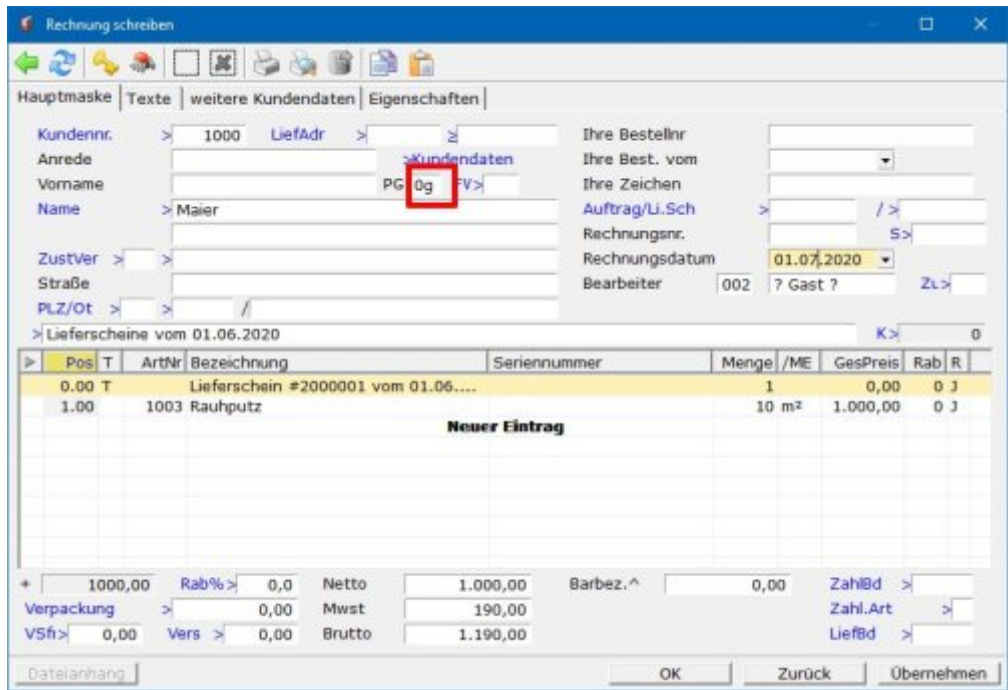 Rechnung schreiben
Hauptmaske Texte weitere Kundendaten Eigenschaften
Kundennr. > 1000 LiefAdr > ≥ Ihre Bestellnr
Anrede >Kundendaten Ihre Best. vom
Vorname PG 0g FV> Ihre Zeichen
Name > Maier Auftrag/Li.Sch > / >
Rechnungsnr. S>
ZustVer > > Rechnungsdatum 01.07.2020
Straße Bearbeiter 002 ? Gast ? Zu>
PLZ/Ot > > /
> Lieferscheine vom 01.06.2020 K> 0
> Pos T ArtNr Bezeichnung Seriennummer Menge /ME GesPreis Rab R
0.00 T Lieferschein #2000001 vom 01.06.... 1 0,00 0 J
1.00 1003 Rauhputz 10 m² 1.000,00 0 J
Neuer Eintrag
+ 1000,00 Rab% > 0,0 Netto 1.000,00 Barbez.^ 0,00 ZahlBd >
Verpackung > 0,00 Mwst 190,00 Zahl.Art >
VSfr> 0,00 Vers > 0,00 Brutto 1.190,00 LiefBd >
Dateianhang OK Zurück Übernehmen